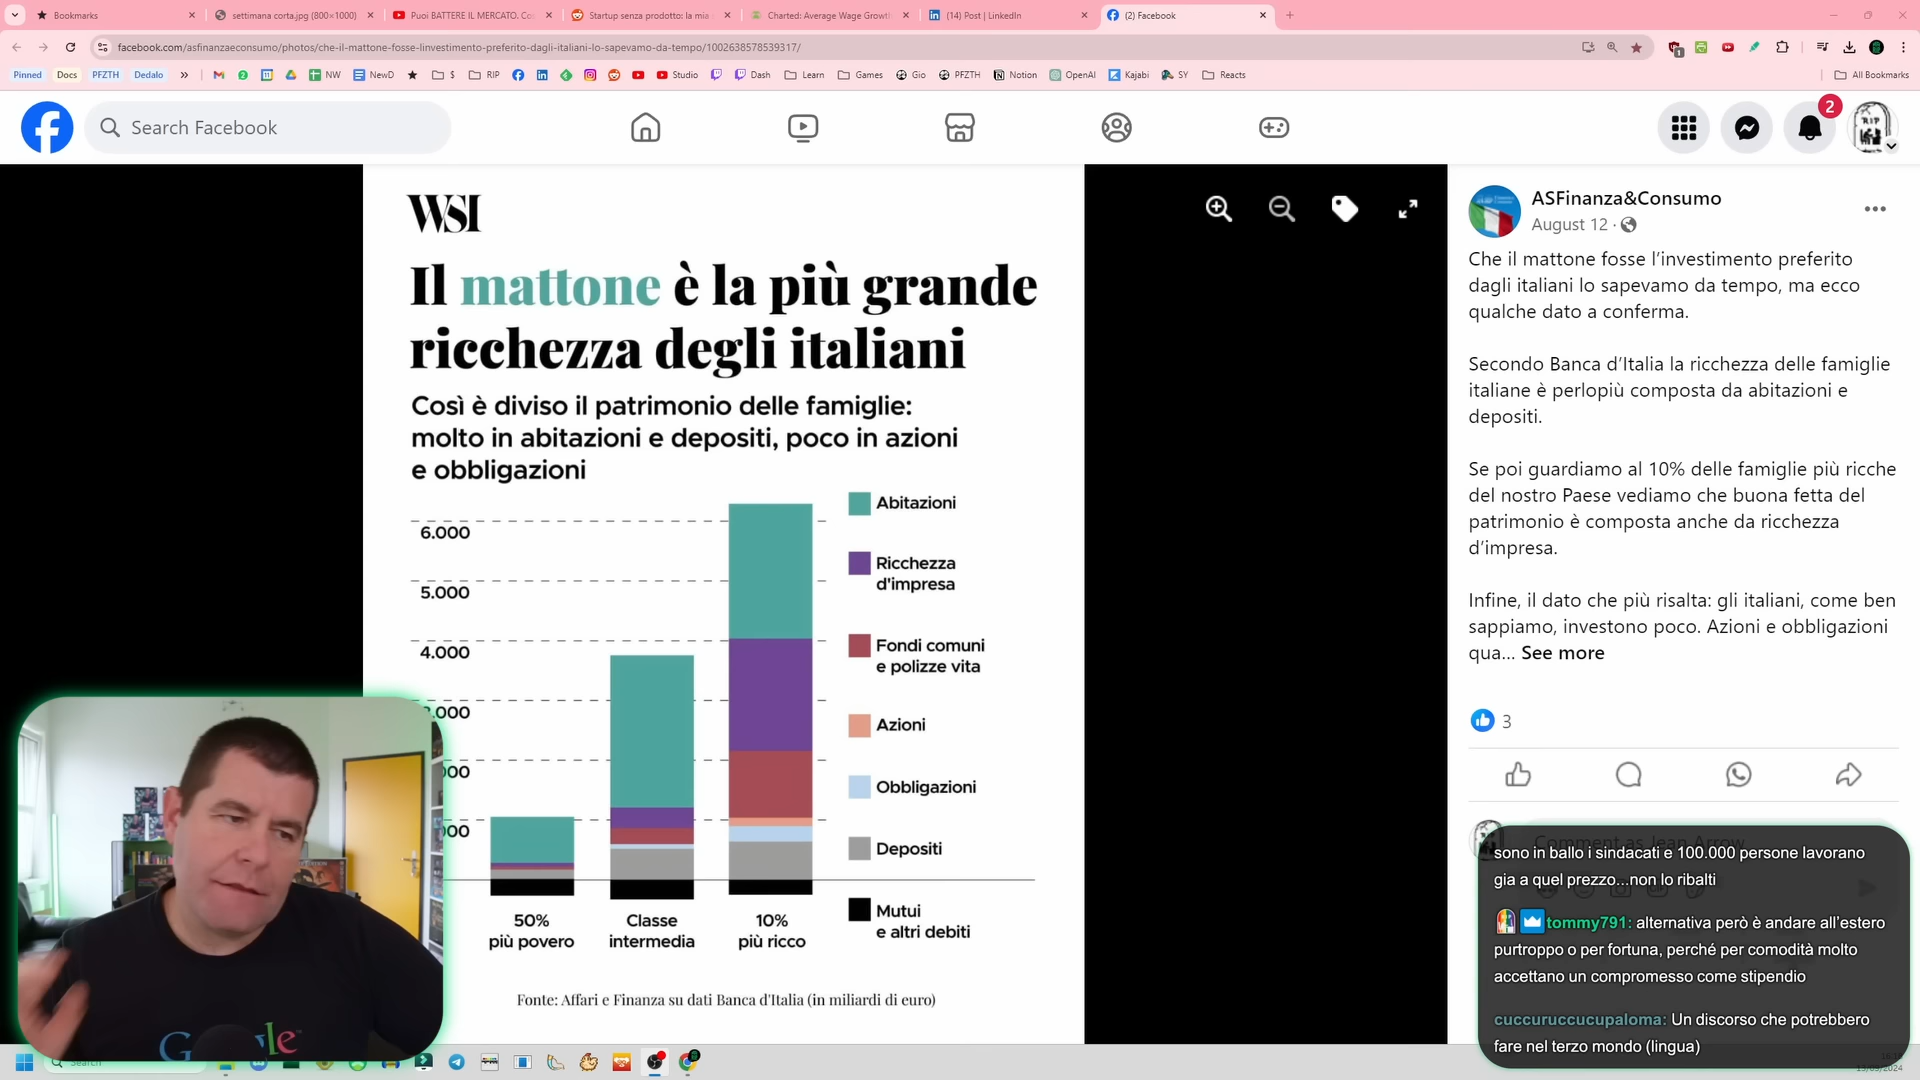 Bookmarks
settimana corta.jpg (800×1000)
Puoi BATTERE IL MERCATO. Co
Startup senza prodotto: la mia
Charted: Average Wage Growt
(14) Post | LinkedIn
(2) Facebook
facebook.com/asfinanzaeconsumo/photos/che-il-mattone-fosse-linvestimento-preferito-dagli-italiani-lo-sapevamo-da-tempo/1002638578539317/
Pinned
Docs
PFZTH
Dedalo
NW
NewD
$
RIP
Studio
Dash
Learn
Games
Gio
PFZTH
Notion
OpenAI
Kajabi
SY
Reacts
All Bookmarks
Search Facebook
2
WSI
Il mattone è la più grande
ricchezza degli italiani
Così è diviso il patrimonio delle famiglie:
molto in abitazioni e depositi, poco in azioni
e obbligazioni
6.000
5.000
4.000
.000
000
00
Abitazioni
Ricchezza
d'impresa
Fondi comuni
e polizze vita
Azioni
Obbligazioni
Depositi
Mutui
e altri debiti
50%
più povero
Classe
intermedia
10%
più ricco
Fonte: Affari e Finanza su dati Banca d'Italia (in miliardi di euro)
ASFinanza&Consumo
August 12 ·
Che il mattone fosse l’investimento preferito
dagli italiani lo sapevamo da tempo, ma ecco
qualche dato a conferma.
Secondo Banca d’Italia la ricchezza delle famiglie
italiane è perlopiù composta da abitazioni e
depositi.
Se poi guardiamo al 10% delle famiglie più ricche
del nostro Paese vediamo che buona fetta del
patrimonio è composta anche da ricchezza
d’impresa.
Infine, il dato che più risalta: gli italiani, come ben
sappiamo, investono poco. Azioni e obbligazioni
qua... See more
3
Comment as Jean Arrow
sono in ballo i sindacati e 100.000 persone lavorano
gia a quel prezzo...non lo ribalti
tommy791: alternativa però è andare all'estero
purtroppo o per fortuna, perché per comodità molto
accettano un compromesso come stipendio
cuccuruccucupaloma: Un discorso che potrebbero
fare nel terzo mondo (lingua)
Search